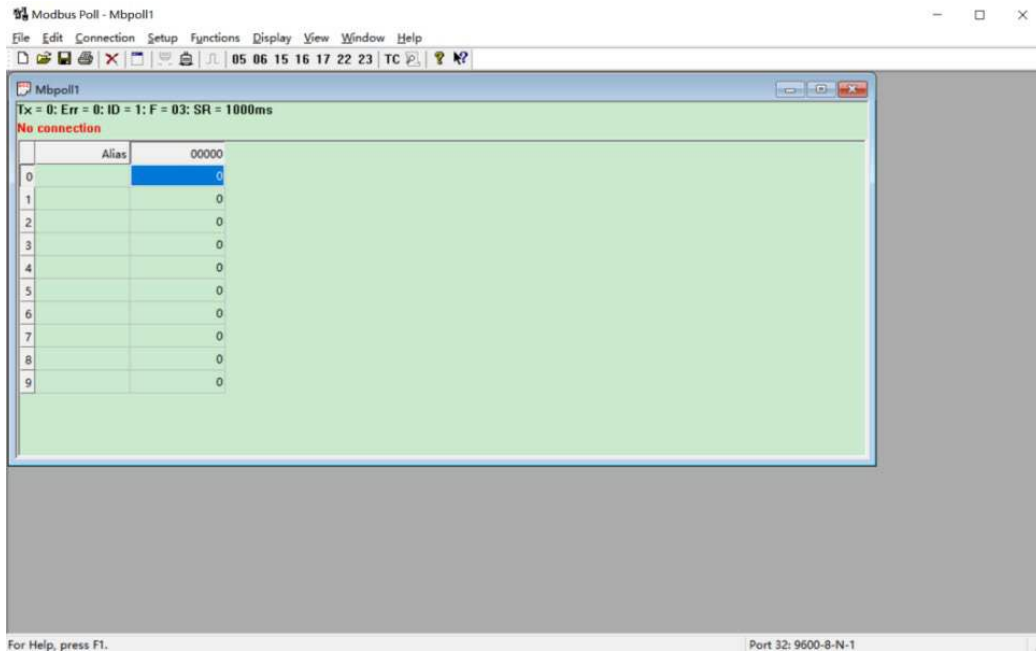 Modbus Poll - Mbpoll1
File Edit Connection Setup Functions Display View Window Help
05 06 15 16 17 22 23 TC
Mbpoll1
Tx = 0: Err = 0: ID = 1: F = 03: SR = 1000ms
No connection
Alias 00000
0 0
1 0
2 0
3 0
4 0
5 0
6 0
7 0
8 0
9 0
For Help, press F1. Port 32: 9600-8-N-1